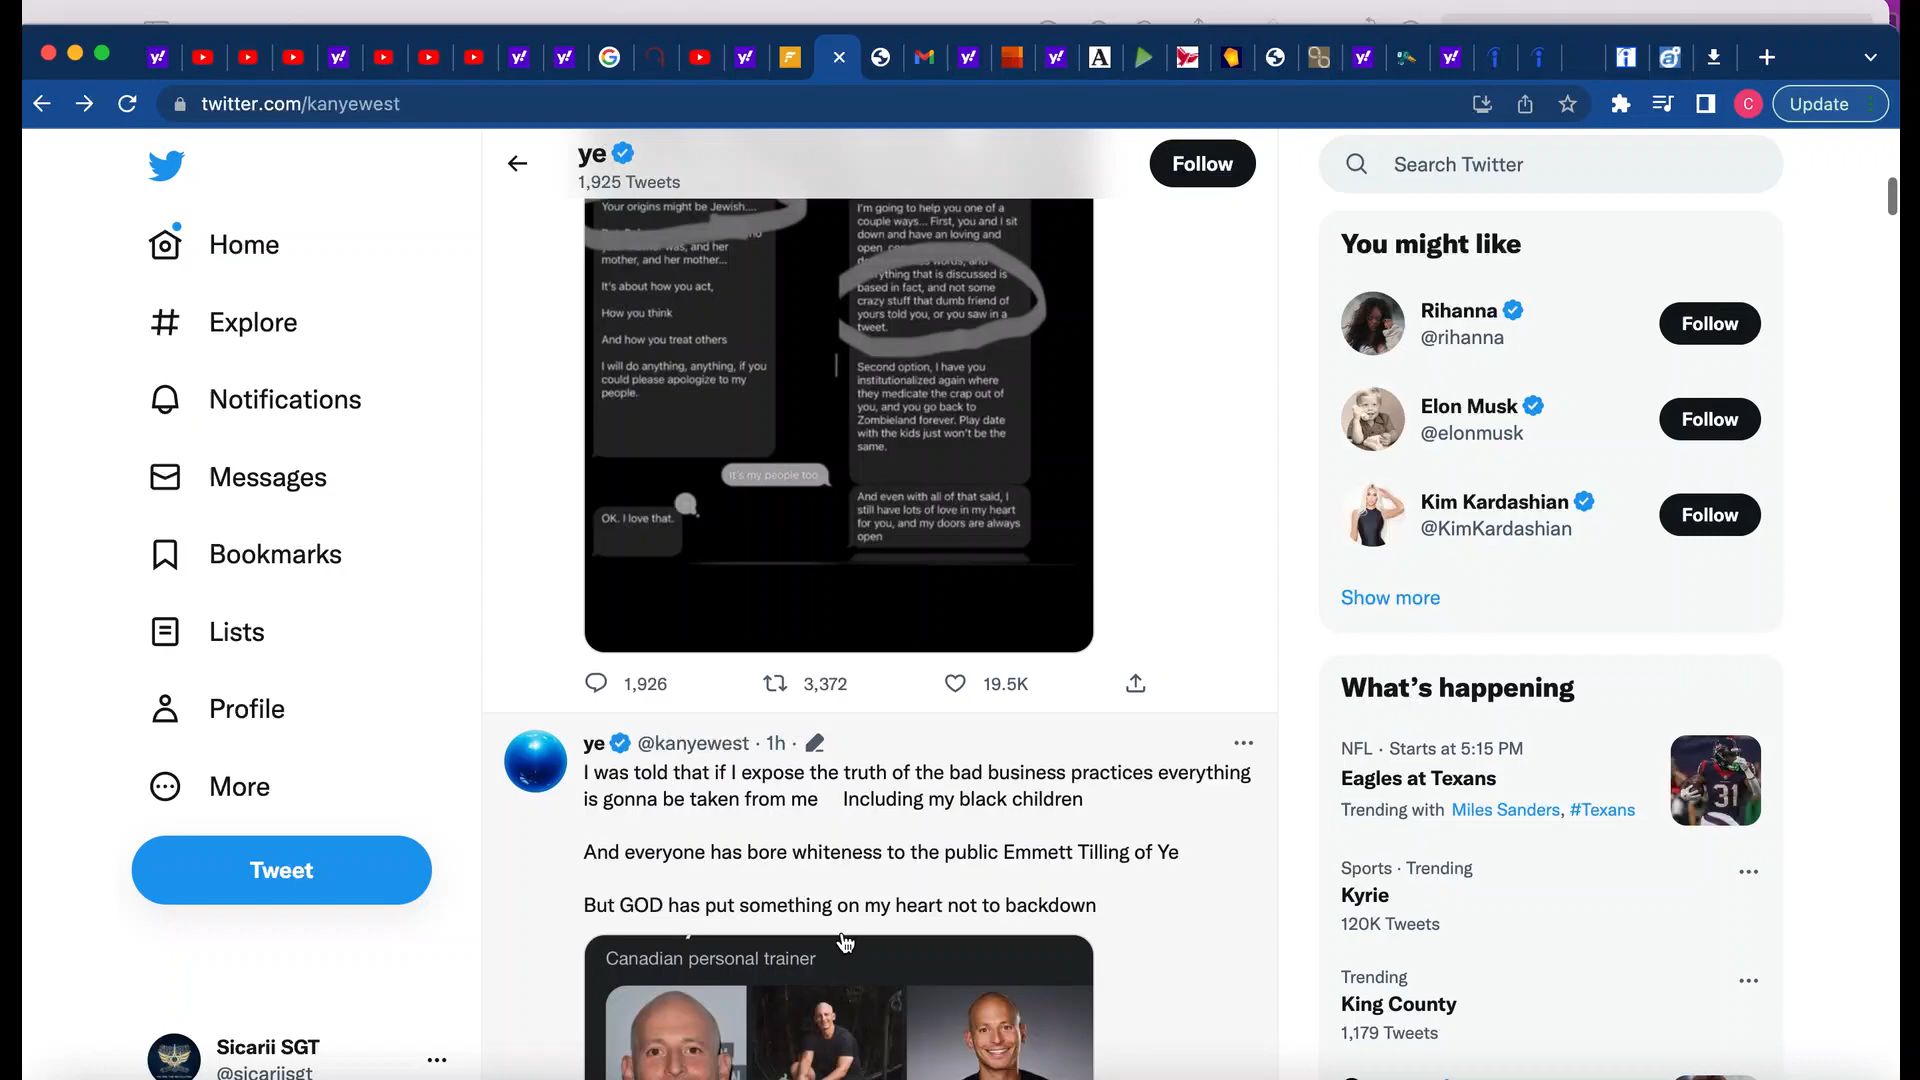 twitter.com/kanyewest
C
Update
ye
1,925 Tweets
Follow
Search Twitter
Home
Explore
Notifications
Messages
Bookmarks
Lists
Profile
More
Tweet
Sicarii SGT
@sicariisgt
Your origins might be Jewish....
was, and her
mother, and her mother...
It's about how you act,
How you think
And how you treat others
I will do anything, anything, if you
could please apologize to my
people.
It's my people too
OK. I love that.
I'm going to help you one of a
couple ways... First, you and I sit
down and have an loving and
open
words, and
everything that is discussed is
based in fact, and not some
crazy stuff that dumb friend of
yours told you, or you saw in a
tweet.
Second option, I have you
institutionalized again where
they medicate the crap out of
you, and you go back to
Zombieland forever. Play date
with the kids just won't be the
same.
And even with all of that said, I
still have lots of love in my heart
for you, and my doors are always
open
1,926
3,372
19.5K
ye @kanyewest · 1h ·
I was told that if I expose the truth of the bad business practices everything
is gonna be taken from me Including my black children
And everyone has bore whiteness to the public Emmett Tilling of Ye
But GOD has put something on my heart not to backdown
Canadian personal trainer
You might like
Rihanna
@rihanna
Follow
Elon Musk
@elonmusk
Follow
Kim Kardashian
@KimKardashian
Follow
Show more
What's happening
NFL · Starts at 5:15 PM
Eagles at Texans
Trending with Miles Sanders, #Texans
31
Sports · Trending
Kyrie
120K Tweets
Trending
King County
1,179 Tweets